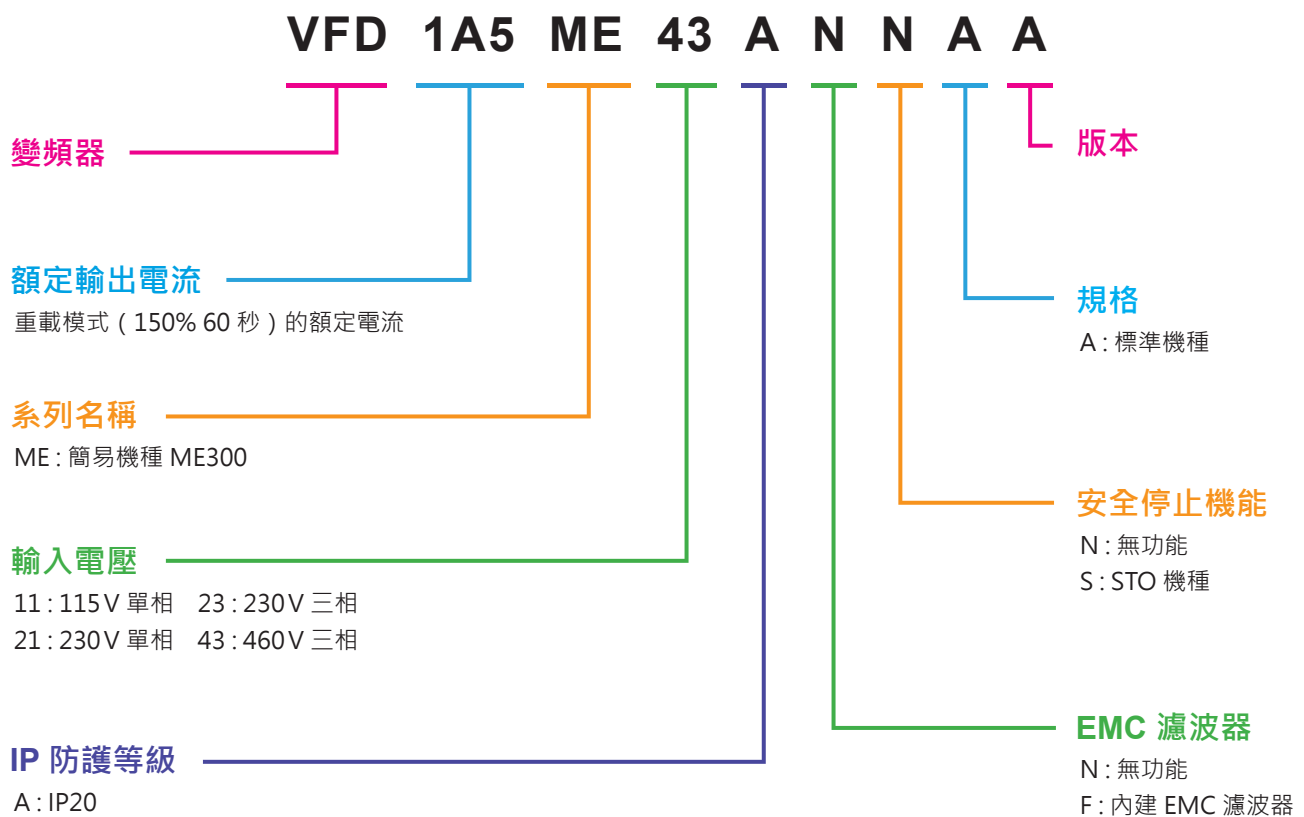 VFD 1A5 ME 43 A N N A A
變頻器
額定輸出電流
重載模式 ( 150% 60 秒 ) 的額定電流
系列名稱
ME : 簡易機種 ME300
輸入電壓
11 : 115V 單相 23 : 230V 三相
21 : 230V 單相 43 : 460V 三相
IP 防護等級
A : IP20
版本
規格
A : 標準機種
安全停止機能
N : 無功能
S : STO 機種
EMC 濾波器
N : 無功能
F : 內建 EMC 濾波器